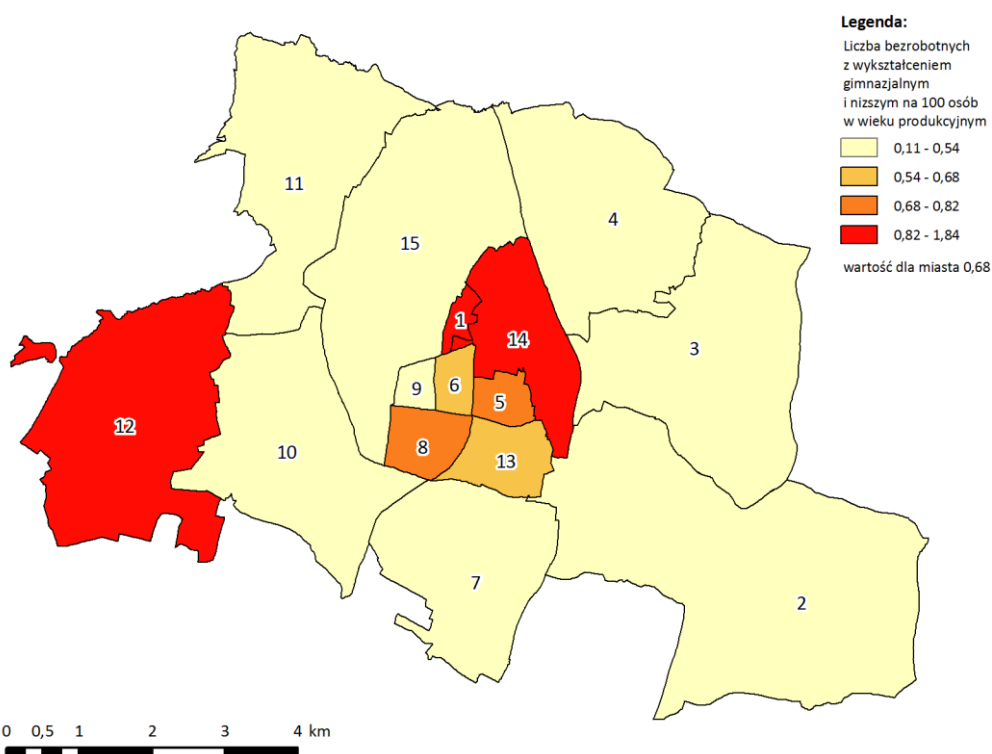 Legenda:
Liczba bezrobotnych
z wykształceniem
gimnazjalnym
i nizszym na 100 osób
w wieku produkcyjnym
0,11 - 0,54
0,54 - 0,68
0,68 - 0,82
0,82 - 1,84
wartość dla miasta 0,68
11
4
15
1
14
3
6
9
5
12
8
10
13
7
2
0 0,5 1 2 3 4 km